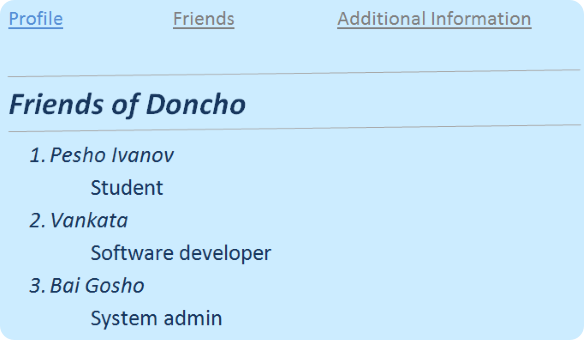 Profile Friends Additional Information
Friends of Doncho
1. Pesho Ivanov
Student
2. Vankata
Software developer
3. Bai Gosho
System admin